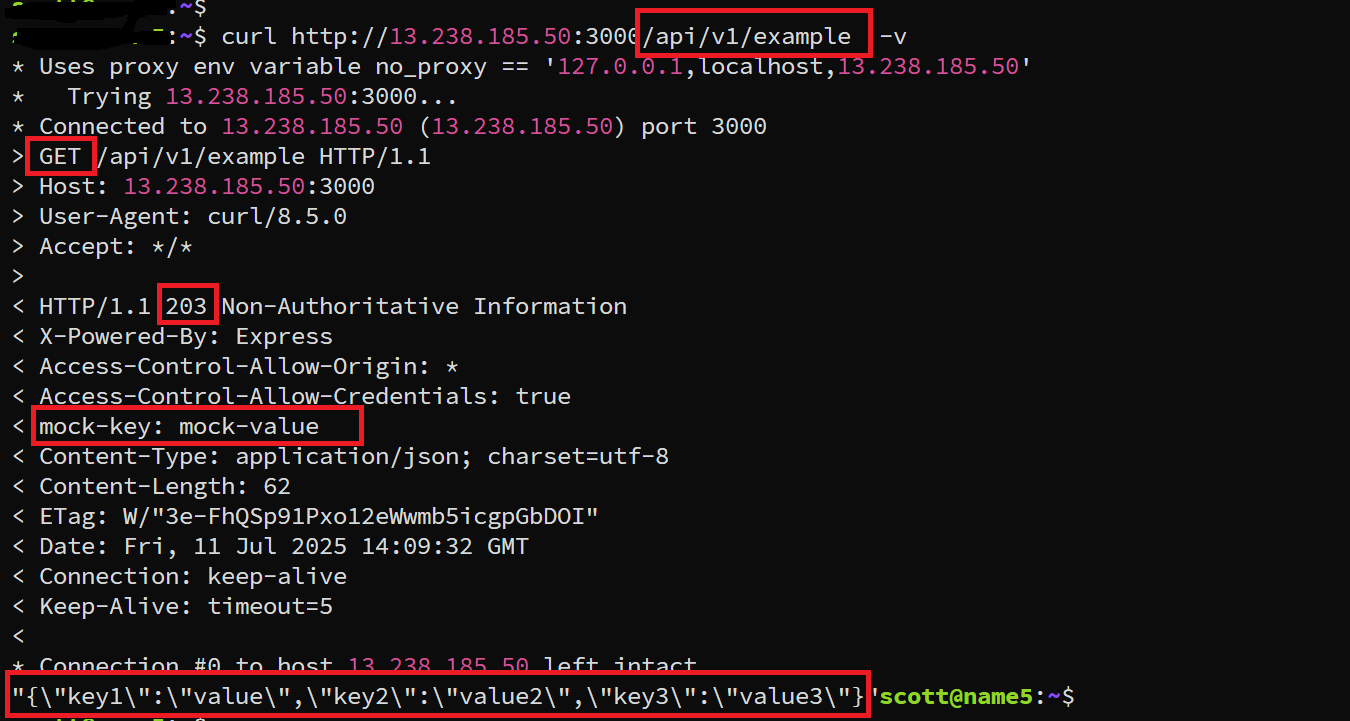 :~$
:~$ curl http://13.238.185.50:3000/api/v1/example -v
* Uses proxy env variable no_proxy == '127.0.0.1,localhost,13.238.185.50'
*   Trying 13.238.185.50:3000...
* Connected to 13.238.185.50 (13.238.185.50) port 3000
> GET /api/v1/example HTTP/1.1
> Host: 13.238.185.50:3000
> User-Agent: curl/8.5.0
> Accept: */*
>
< HTTP/1.1 203 Non-Authoritative Information
< X-Powered-By: Express
< Access-Control-Allow-Origin: *
< Access-Control-Allow-Credentials: true
< mock-key: mock-value
< Content-Type: application/json; charset=utf-8
< Content-Length: 62
< ETag: W/"3e-FhQSp91Pxo12eWwmb5icgpGbDOI"
< Date: Fri, 11 Jul 2025 14:09:32 GMT
< Connection: keep-alive
< Keep-Alive: timeout=5
<
* Connection #0 to host 13.238.185.50 left intact
"{\"key1\":\"value\",\"key2\":\"value2\",\"key3\":\"value3\"}"scott@name5:~$